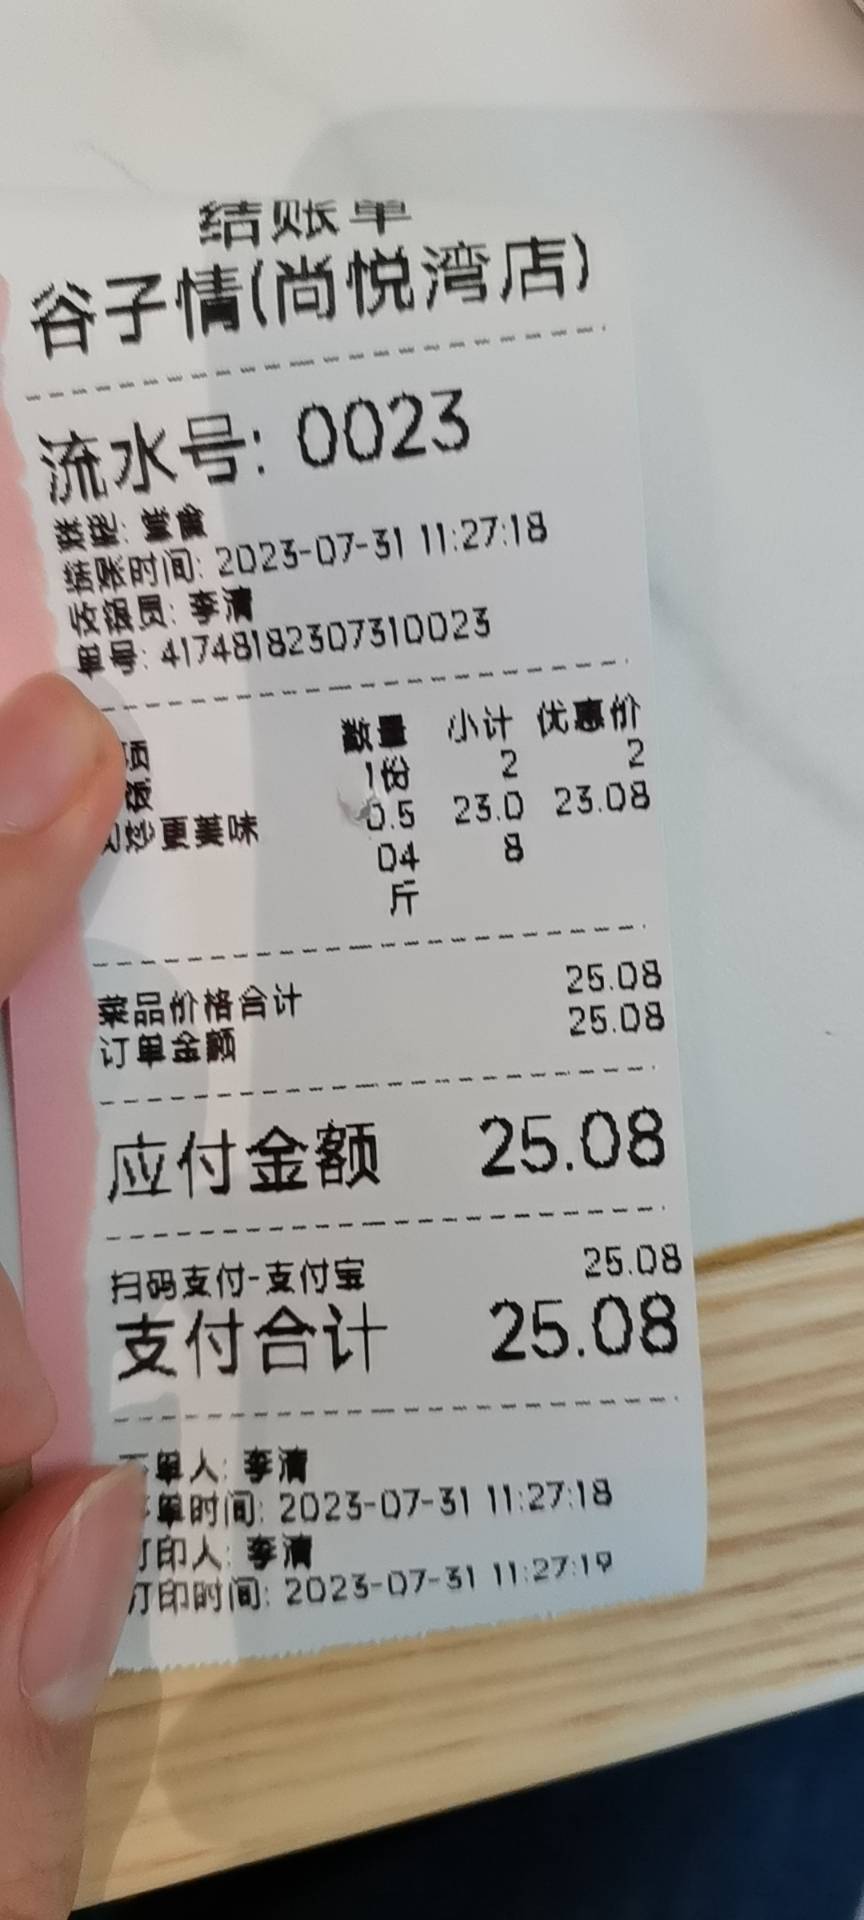 结账单
谷子情(尚悦湾店)
流水号: 0023
类型: 堂食
结账时间: 2023-07-31 11:27:18
收银员: 李清
单号: 41748182307310023
项 数量 小计 优惠价
饭 1份 2 2
炒更美味 0.5 23.0 23.08
04 8
斤
菜品价格合计 25.08
订单金额 25.08
应付金额 25.08
扫码支付-支付宝 25.08
支付合计 25.08
单人: 李清
单时间: 2023-07-31 11:27:18
打印人: 李清
打印时间: 2023-07-31 11:27:19